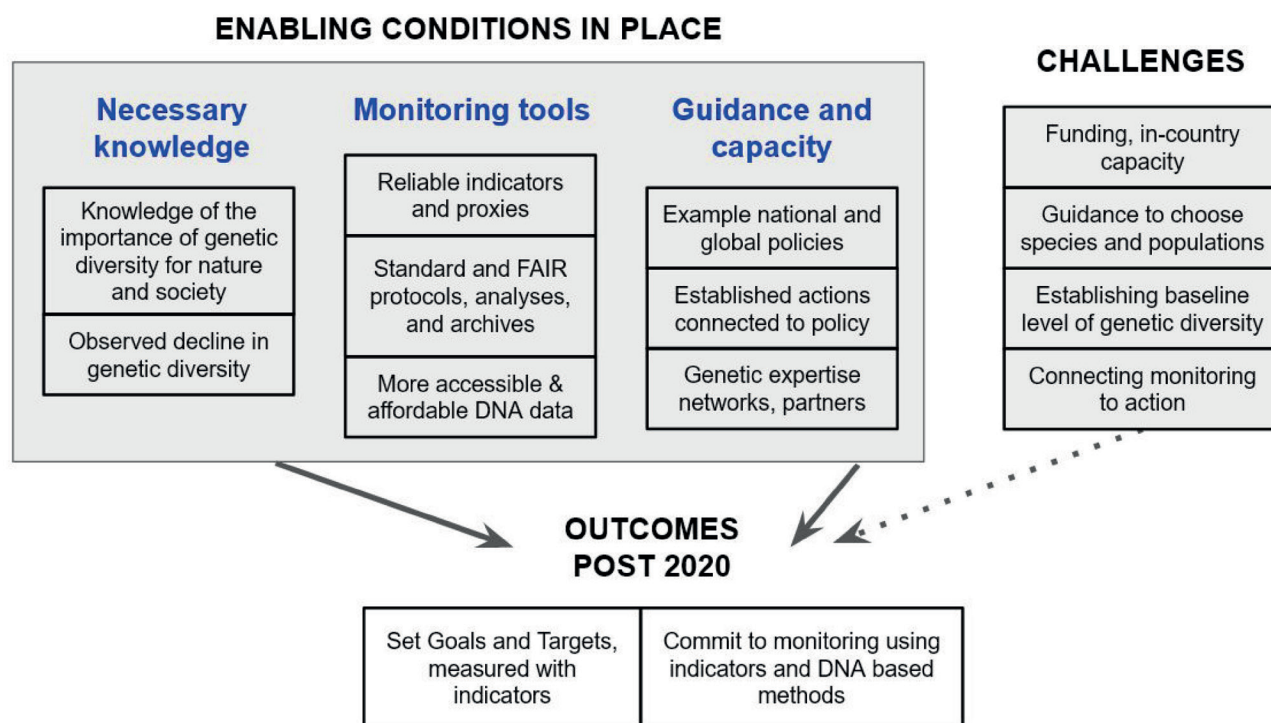 ENABLING CONDITIONS IN PLACE
Necessary
knowledge
Knowledge of the
importance of genetic
diversity for nature
and society
Observed decline in
genetic diversity
Monitoring tools
Reliable indicators
and proxies
Standard and FAIR
protocols, analyses,
and archives
More accessible &
affordable DNA data
Guidance and
capacity
Example national and
global policies
Established actions
connected to policy
Genetic expertise
networks, partners
CHALLENGES
Funding, in-country
capacity
Guidance to choose
species and populations
Establishing baseline
level of genetic diversity
Connecting monitoring
to action
OUTCOMES
POST 2020
Set Goals and Targets,
measured with
indicators
Commit to monitoring using
indicators and DNA based
methods